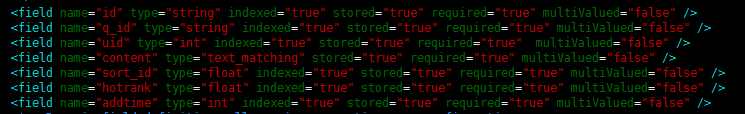 <field name="id" type="string" indexed="true" stored="true" required="true" multiValued="false" />
<field name="q_id" type="string" indexed="true" stored="true" required="true" multiValued="false" />
<field name="uid" type="int" indexed="true" stored="true" required="true"  multiValued="false" />
<field name="content" type="text_matching" stored="true" required="true" multiValued="false" />
<field name="sort_id" type="float" indexed="true" stored="true" required="true" multiValued="false" />
<field name="hotrank" type="float" indexed="true" stored="true" required="true" multiValued="false" />
<field name="addtime" type="int" indexed="true" stored="true" required="true" multiValued="false" />